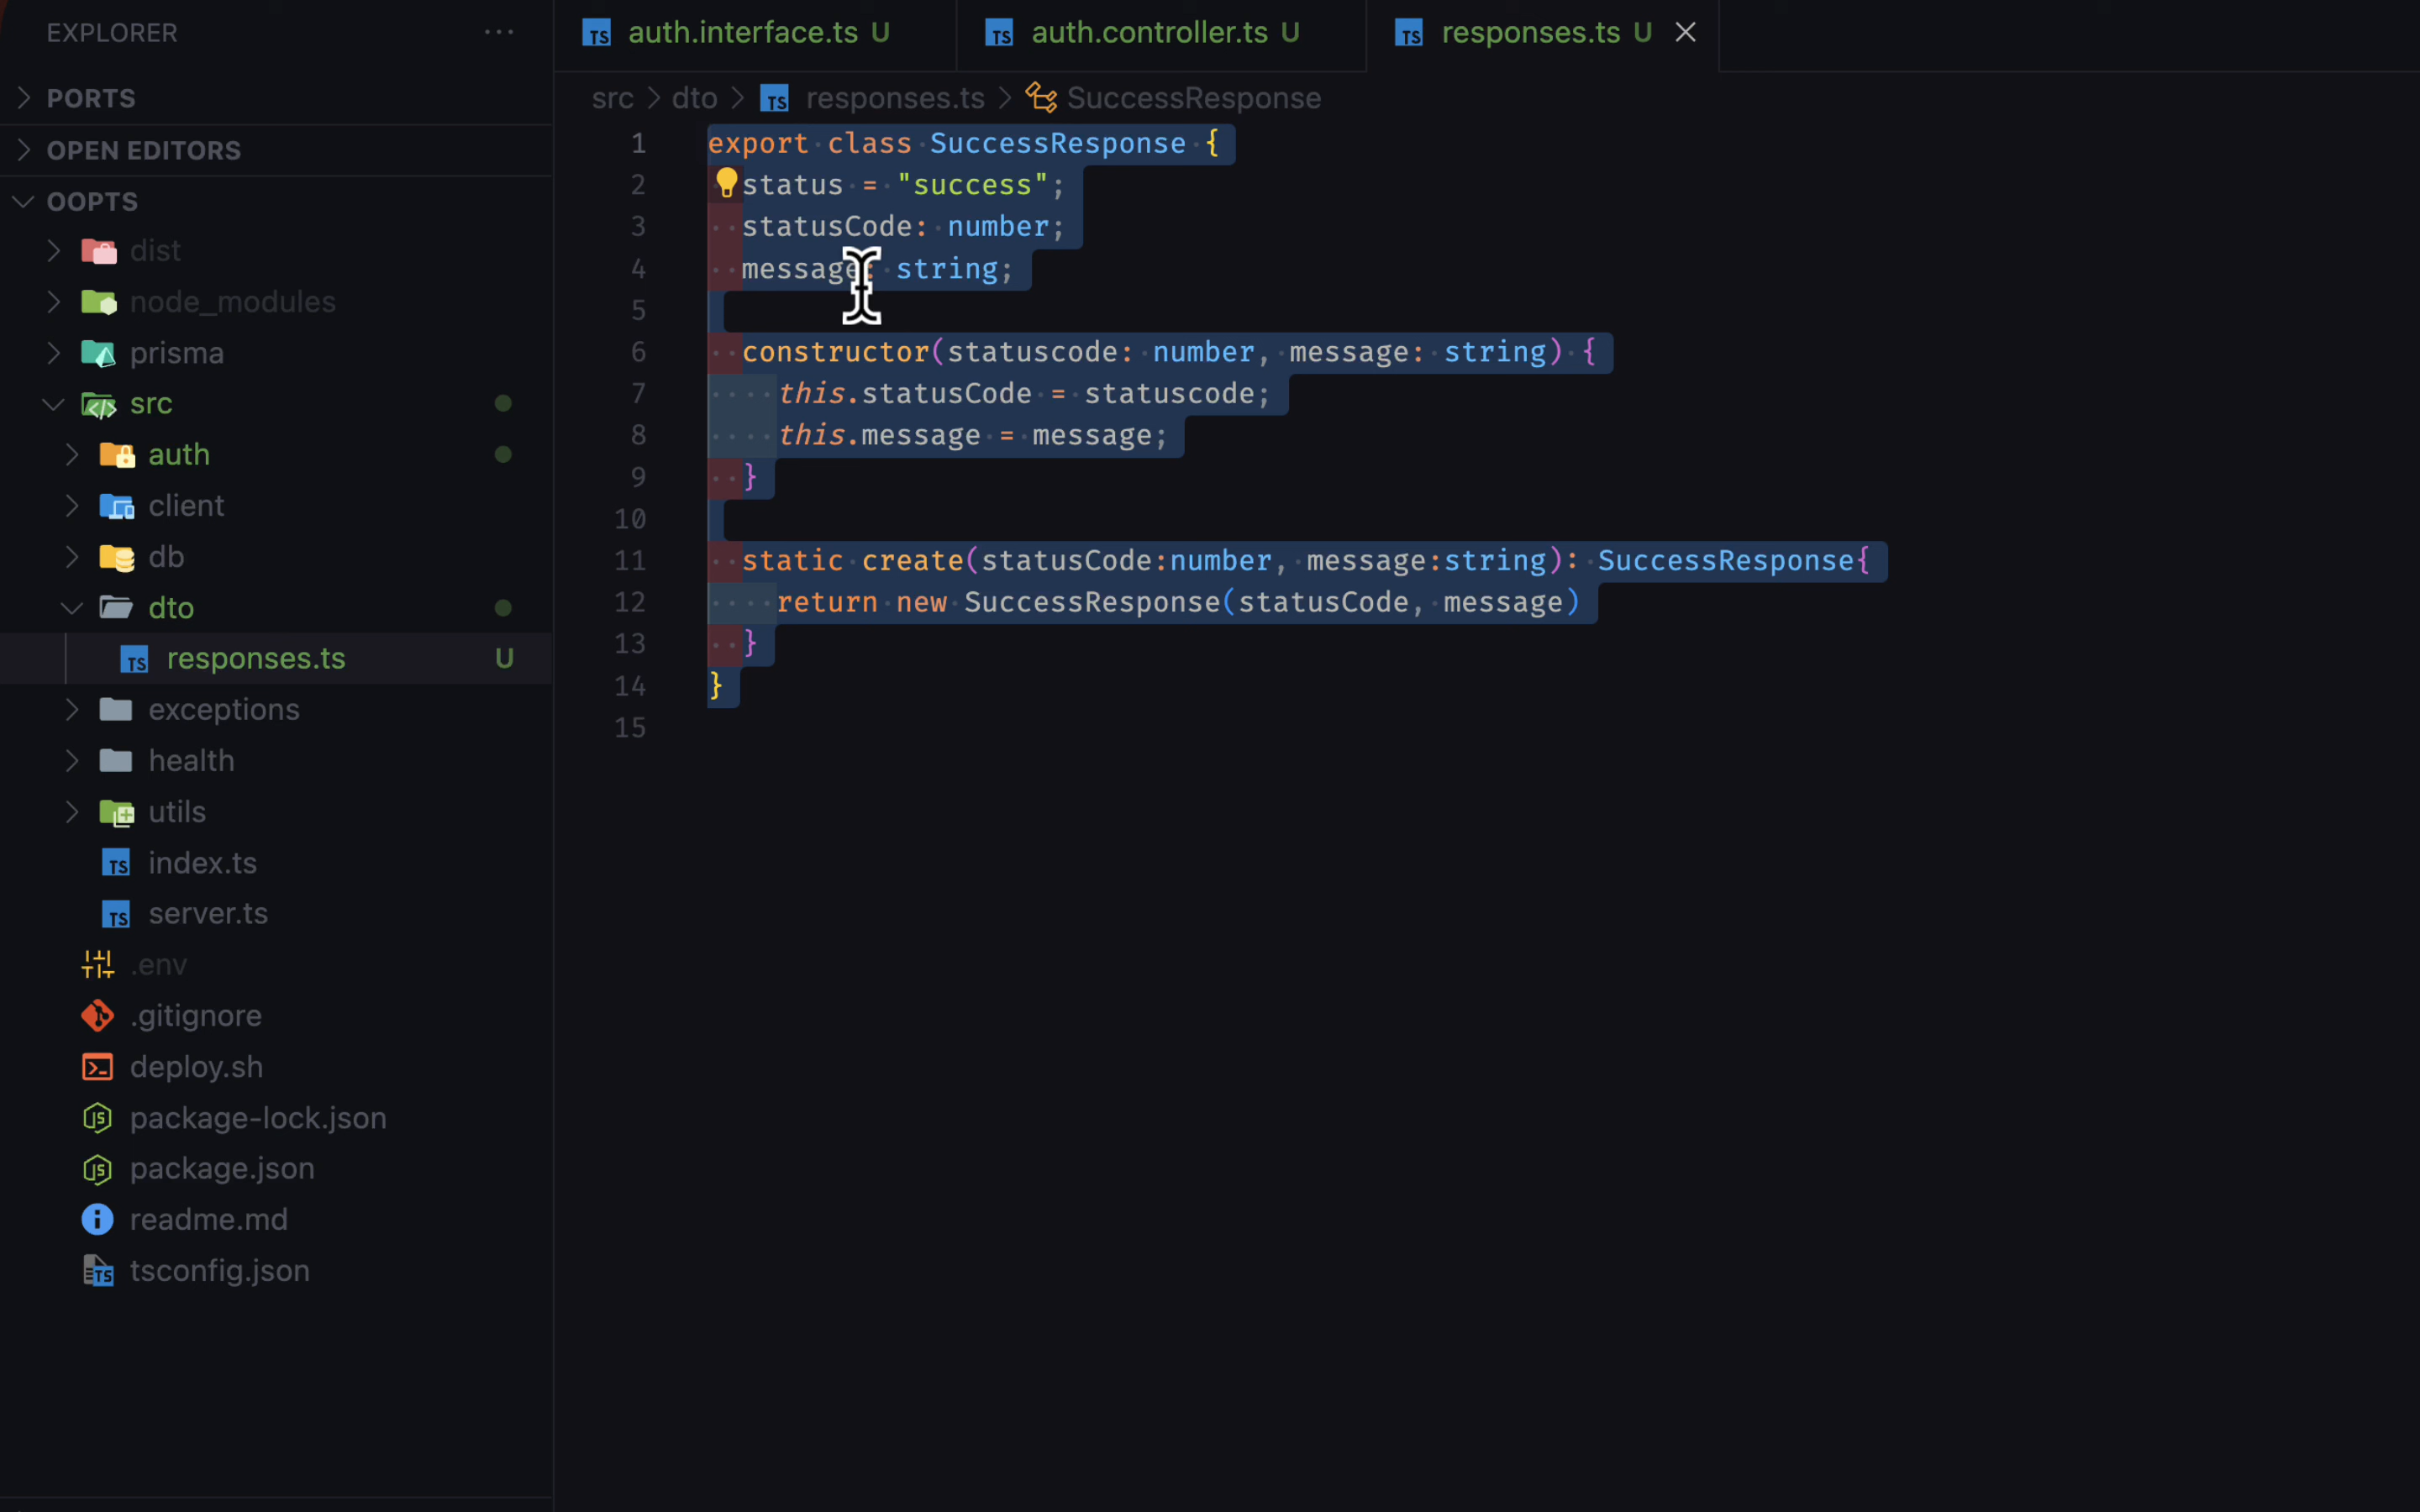 EXPLORER
PORTS
OPEN EDITORS
OOPTS
dist
node_modules
prisma
src
auth
client
db
dto
responses.ts U
exceptions
health
utils
index.ts
server.ts
.env
.gitignore
deploy.sh
package-lock.json
package.json
readme.md
tsconfig.json
auth.interface.ts U auth.controller.ts U responses.ts U
src > dto > responses.ts > SuccessResponse
1 export class SuccessResponse {
2 status = "success";
3 statusCode: number;
4 message: string;
5
6 constructor(statuscode: number, message: string) {
7 this.statusCode = statuscode;
8 this.message = message;
9 }
10
11 static create(statusCode:number, message:string): SuccessResponse{
12 return new SuccessResponse(statusCode, message)
13 }
14 }
15